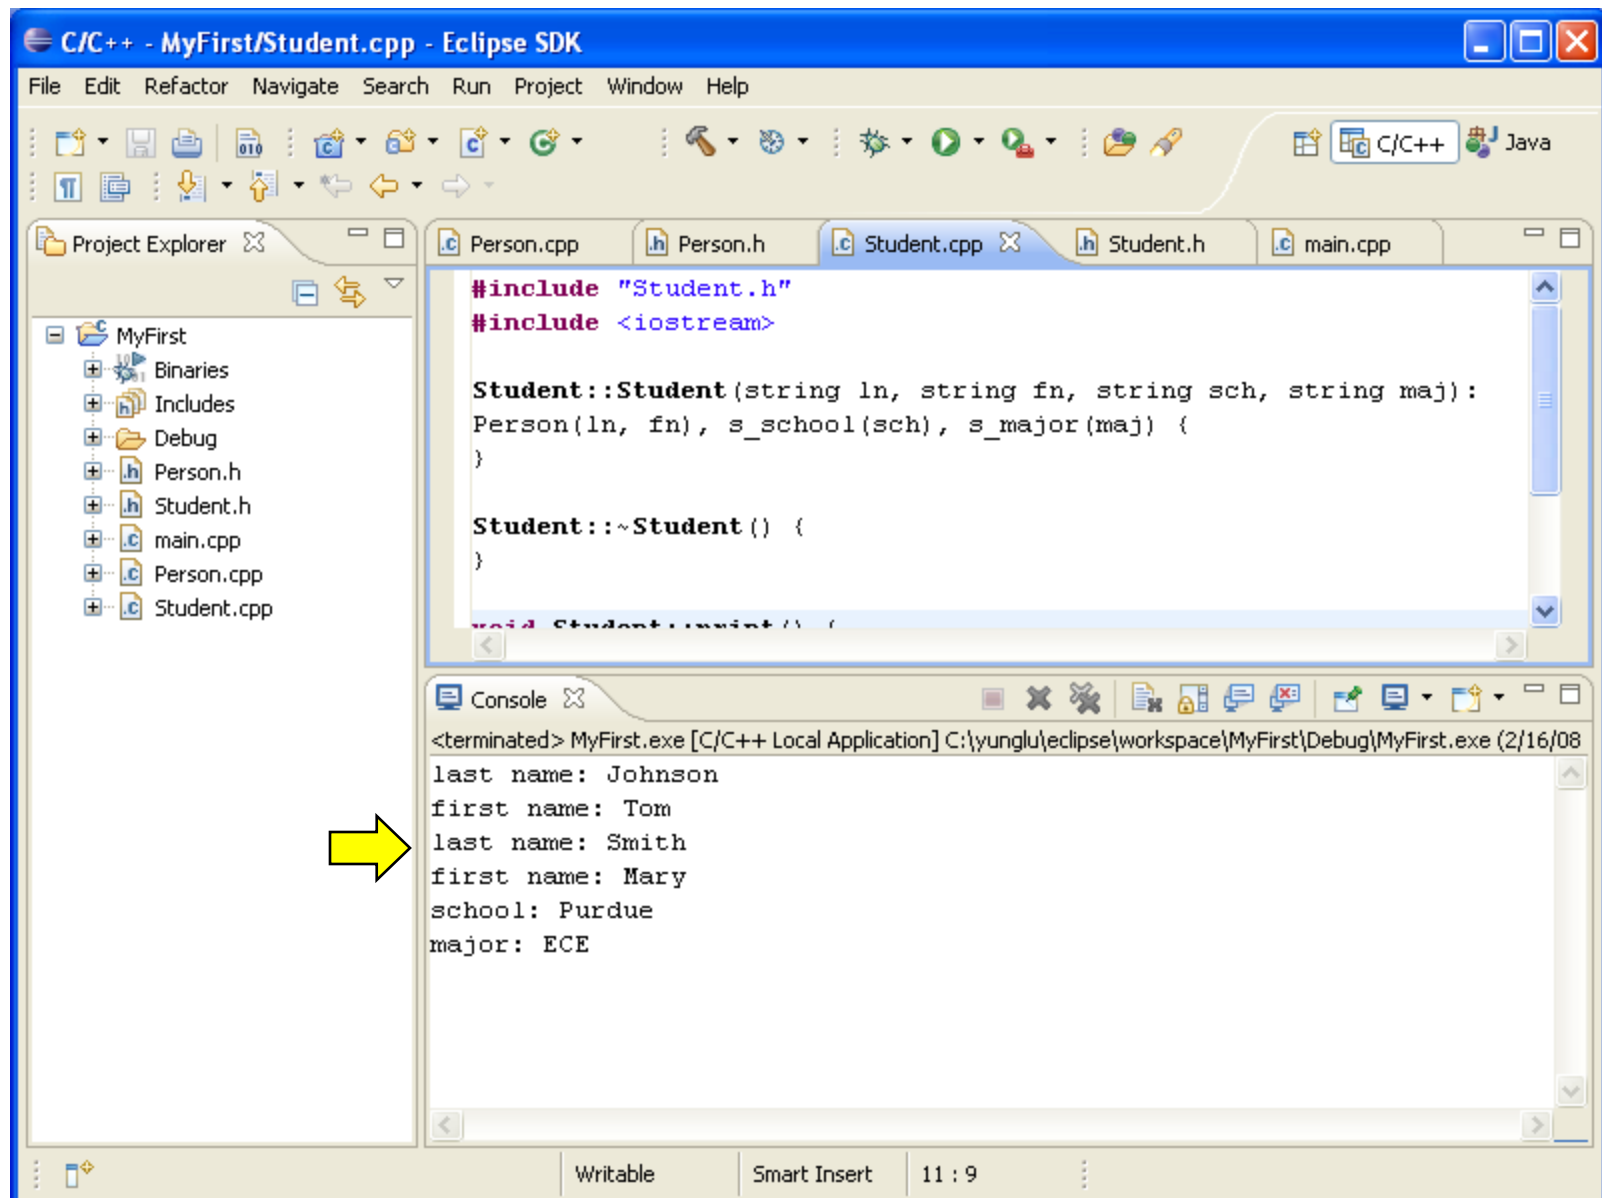 C/C++ - MyFirst/Student.cpp - Eclipse SDK
File Edit Refactor Navigate Search Run Project Window Help
C/C++ Java
Project Explorer
MyFirst
Binaries
Includes
Debug
Person.h
Student.h
main.cpp
Person.cpp
Student.cpp
Person.cpp Person.h Student.cpp Student.h main.cpp
#include "Student.h"
#include <iostream>
Student::Student(string ln, string fn, string sch, string maj):
Person(ln, fn), s_school(sch), s_major(maj) {
}
Student::~Student() {
}
void Student::print() {
Console
<terminated> MyFirst.exe [C/C++ Local Application] C:\yunglu\eclipse\workspace\MyFirst\Debug\MyFirst.exe (2/16/08
last name: Johnson
first name: Tom
last name: Smith
first name: Mary
school: Purdue
major: ECE
Writable Smart Insert 11 : 9